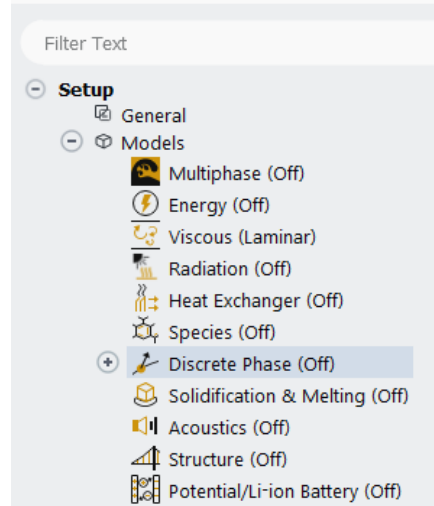 Filter Text
Setup
General
Models
Multiphase (Off)
Energy (Off)
Viscous (Laminar)
Radiation (Off)
Heat Exchanger (Off)
Species (Off)
Discrete Phase (Off)
Solidification & Melting (Off)
Acoustics (Off)
Structure (Off)
Potential/Li-ion Battery (Off)